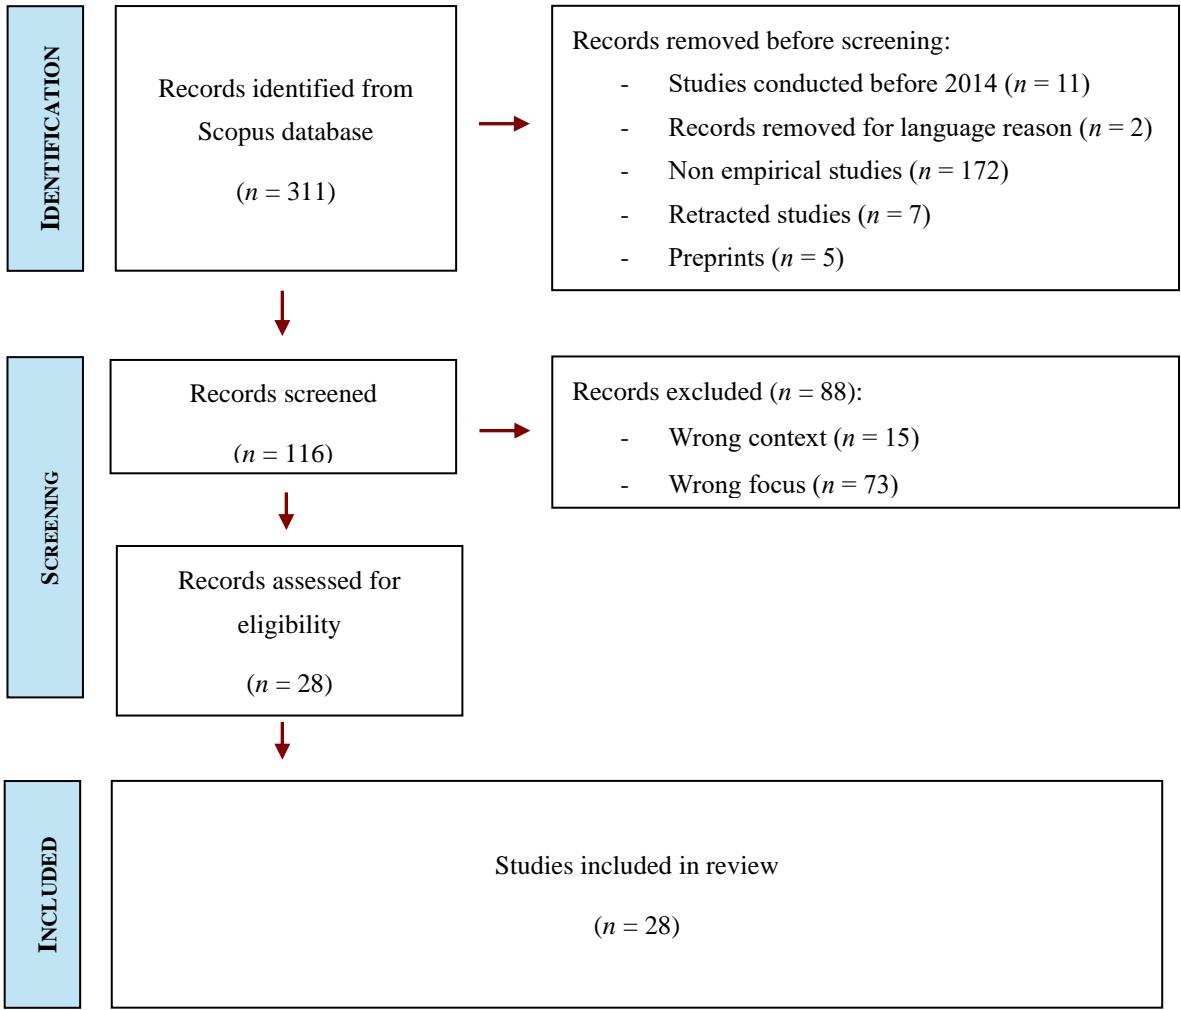 IDENTIFICATION
Records identified from
Scopus database
(n = 311)
Records removed before screening:
- Studies conducted before 2014 (n = 11)
- Records removed for language reason (n = 2)
- Non empirical studies (n = 172)
- Retracted studies (n = 7)
- Preprints (n = 5)
SCREENING
Records screened
(n = 116)
Records excluded (n = 88):
- Wrong context (n = 15)
- Wrong focus (n = 73)
Records assessed for
eligibility
(n = 28)
INCLUDED
Studies included in review
(n = 28)